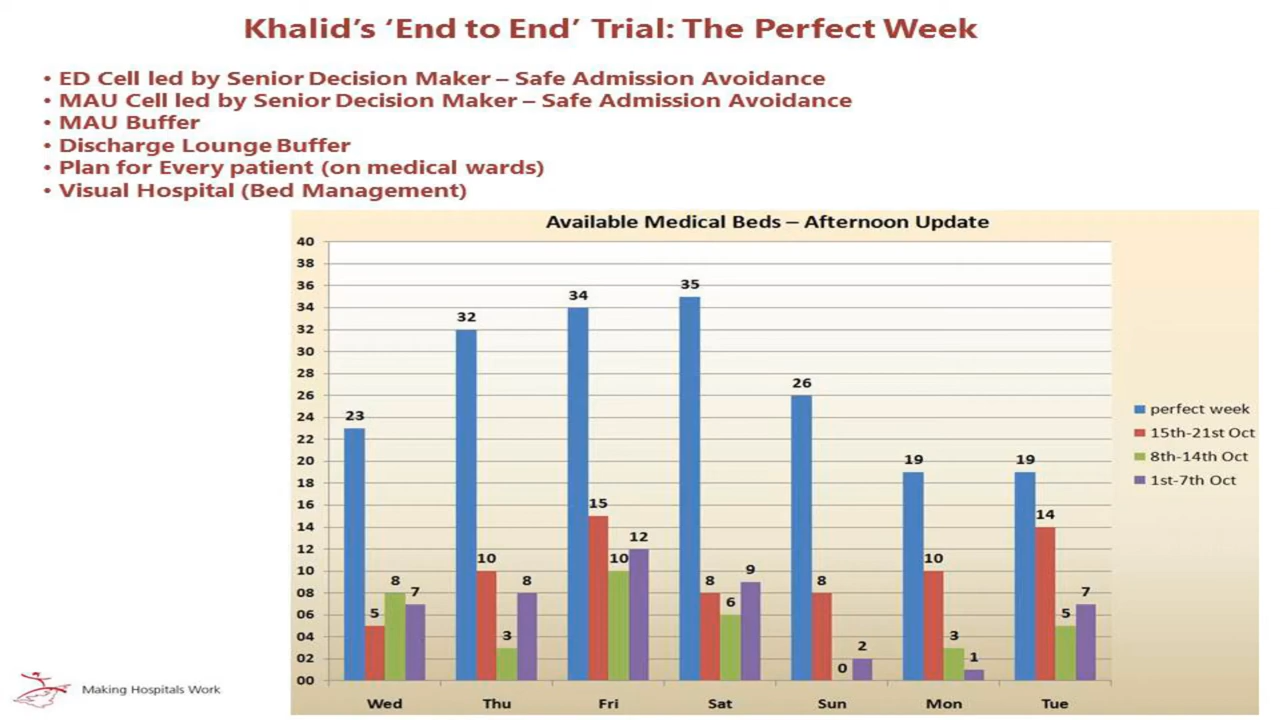 Khalid's 'End to End' Trial: The Perfect Week
• ED Cell led by Senior Decision Maker – Safe Admission Avoidance
• MAU Cell led by Senior Decision Maker – Safe Admission Avoidance
• MAU Buffer
• Discharge Lounge Buffer
• Plan for Every patient (on medical wards)
• Visual Hospital (Bed Management)
Available Medical Beds – Afternoon Update
40
38
36
34
32
30
28
26
24
22
20
18
16
14
12
10
08
06
04
02
00
23 5 8 7
32 10 3 8
34 15 10 12
35 8 6 9
26 8 0 2
19 10 3 1
19 14 5 7
Wed Thu Fri Sat Sun Mon Tue
perfect week
15th-21st Oct
8th-14th Oct
1st-7th Oct
Making Hospitals Work